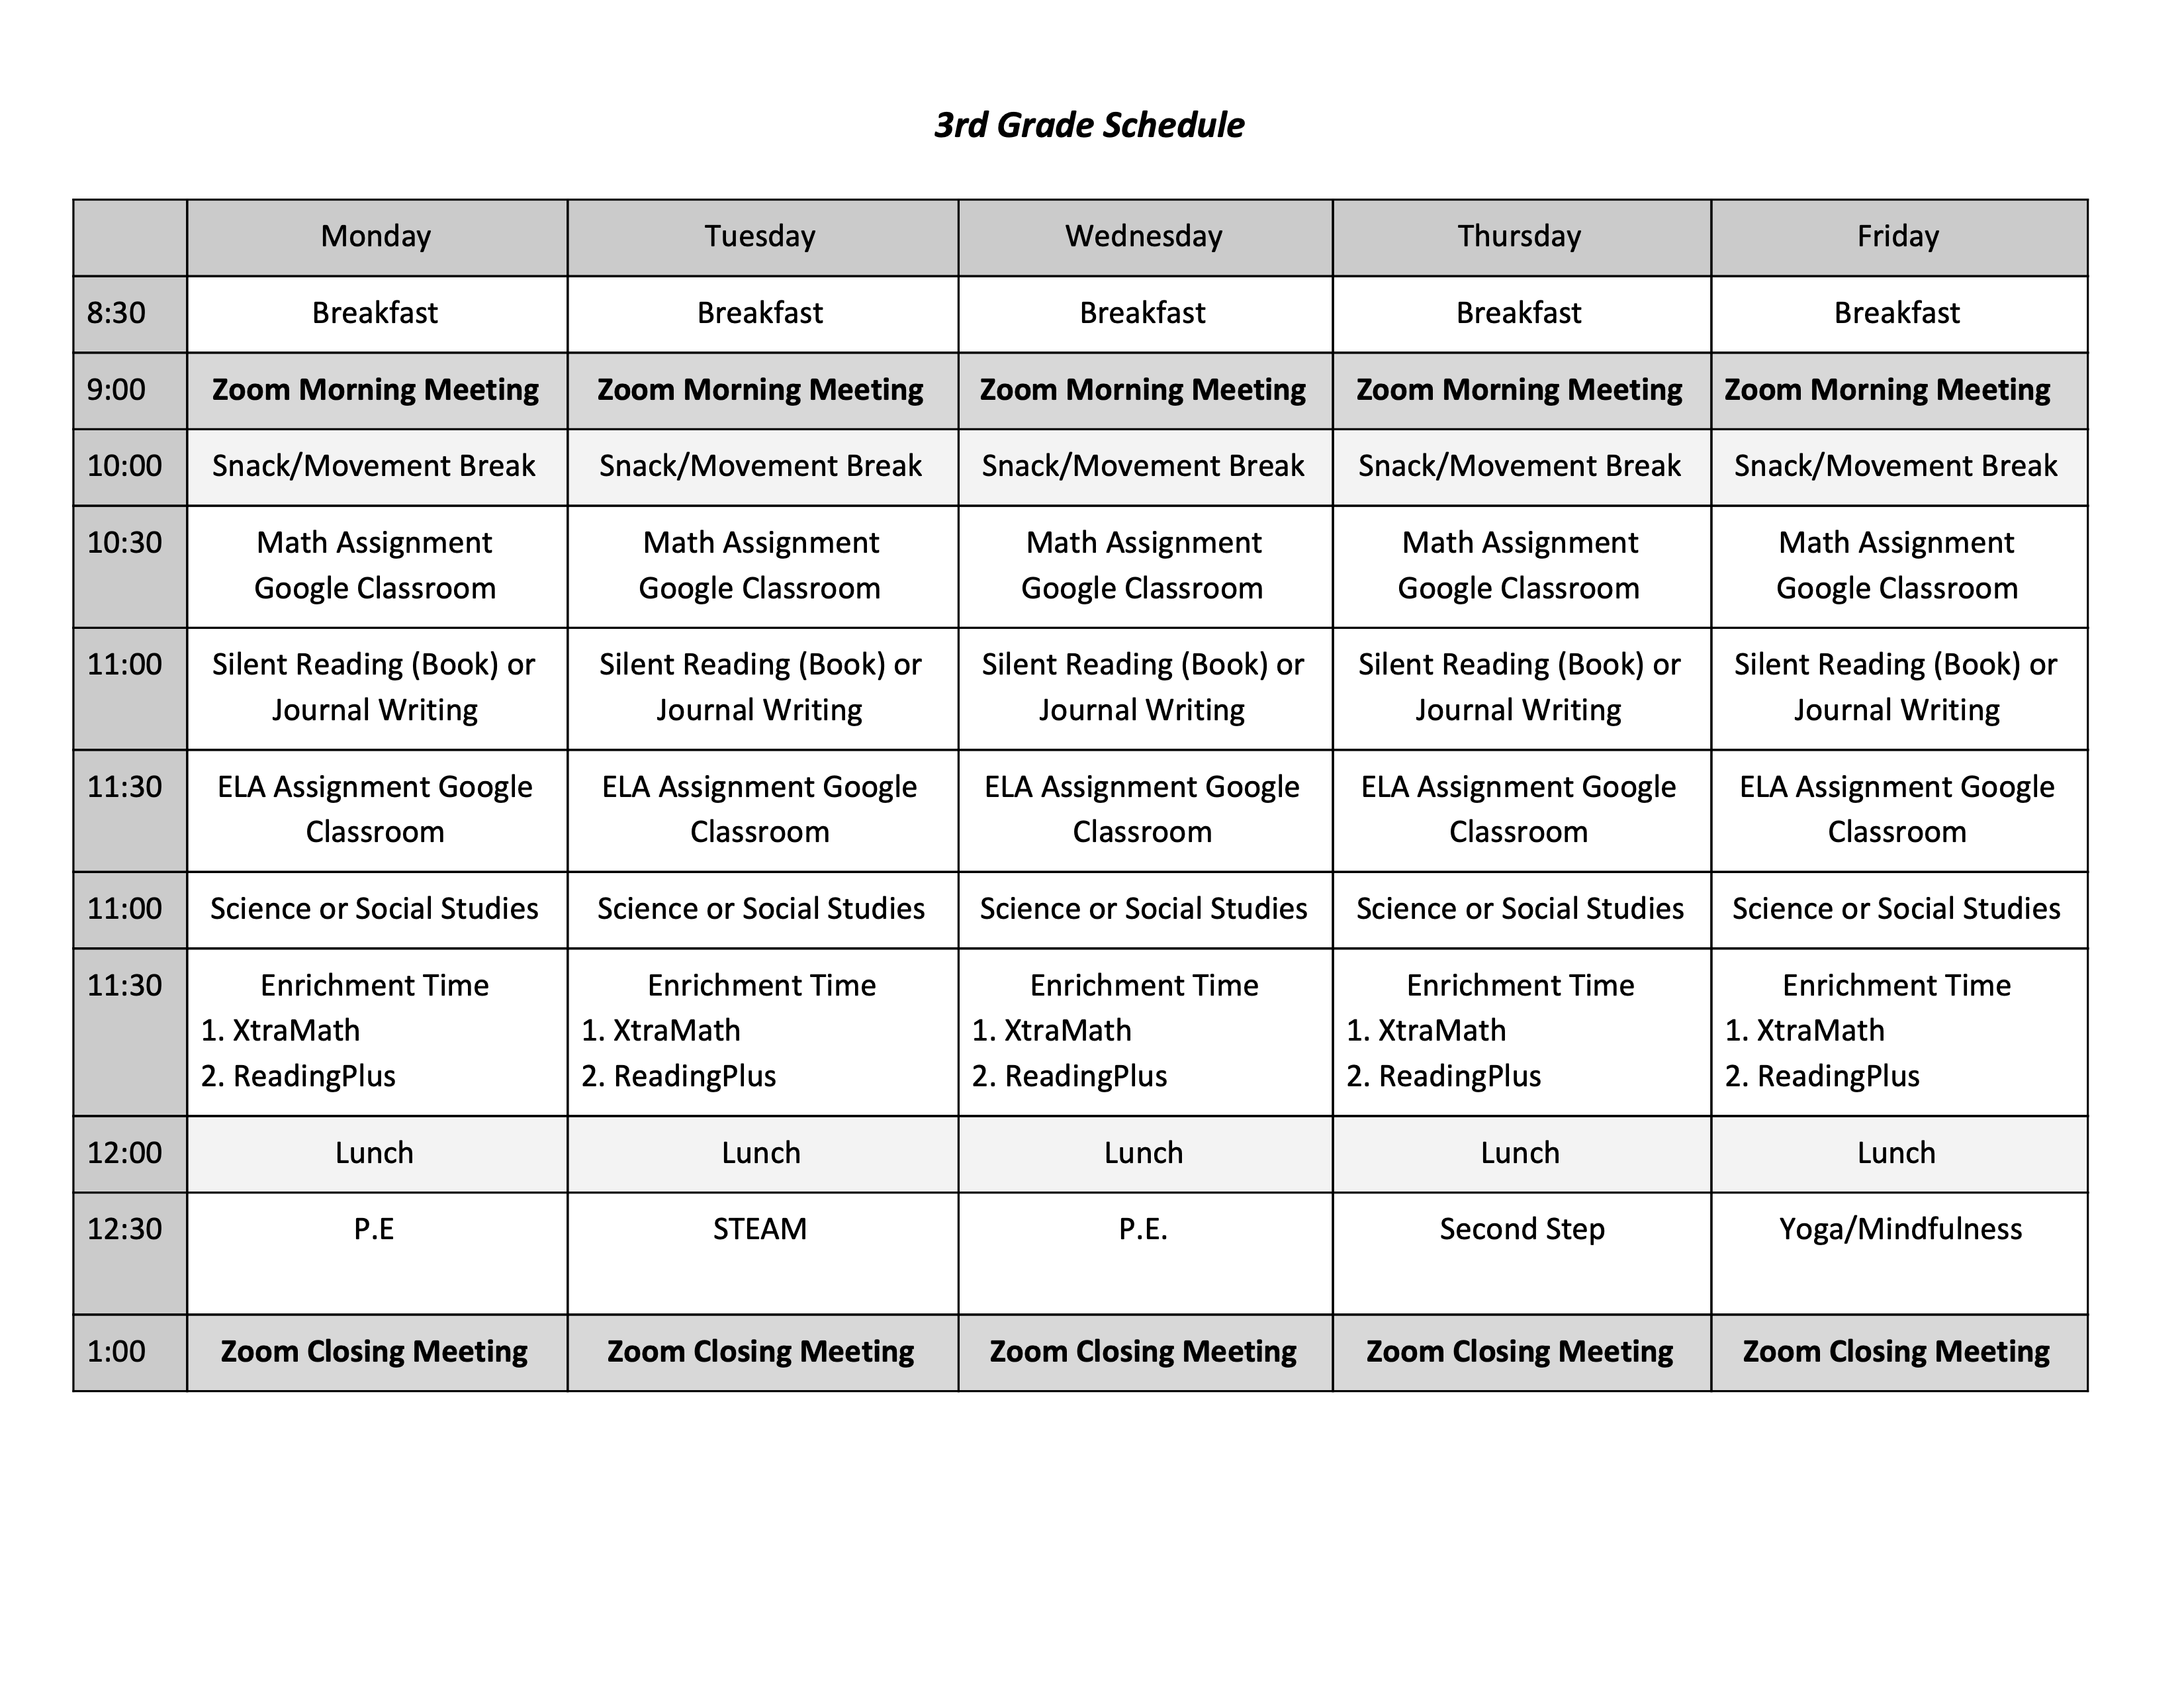 3rd Grade Schedule
Monday Tuesday Wednesday Thursday Friday
8:30 Breakfast Breakfast Breakfast Breakfast Breakfast
9:00 Zoom Morning Meeting Zoom Morning Meeting Zoom Morning Meeting Zoom Morning Meeting Zoom Morning Meeting
10:00 Snack/Movement Break Snack/Movement Break Snack/Movement Break Snack/Movement Break Snack/Movement Break
10:30 Math Assignment Math Assignment Math Assignment Math Assignment Math Assignment
Google Classroom Google Classroom Google Classroom Google Classroom Google Classroom
11:00 Silent Reading (Book) or Silent Reading (Book) or Silent Reading (Book) or Silent Reading (Book) or Silent Reading (Book) or
Journal Writing Journal Writing Journal Writing Journal Writing Journal Writing
11:30 ELA Assignment Google ELA Assignment Google ELA Assignment Google ELA Assignment Google ELA Assignment Google
Classroom Classroom Classroom Classroom Classroom
11:00 Science or Social Studies Science or Social Studies Science or Social Studies Science or Social Studies Science or Social Studies
11:30 Enrichment Time Enrichment Time Enrichment Time Enrichment Time Enrichment Time
1. XtraMath 1. XtraMath 1. XtraMath 1. XtraMath 1. XtraMath
2. ReadingPlus 2. ReadingPlus 2. ReadingPlus 2. ReadingPlus 2. ReadingPlus
12:00 Lunch Lunch Lunch Lunch Lunch
12:30 P.E STEAM P.E. Second Step Yoga/Mindfulness
1:00 Zoom Closing Meeting Zoom Closing Meeting Zoom Closing Meeting Zoom Closing Meeting Zoom Closing Meeting